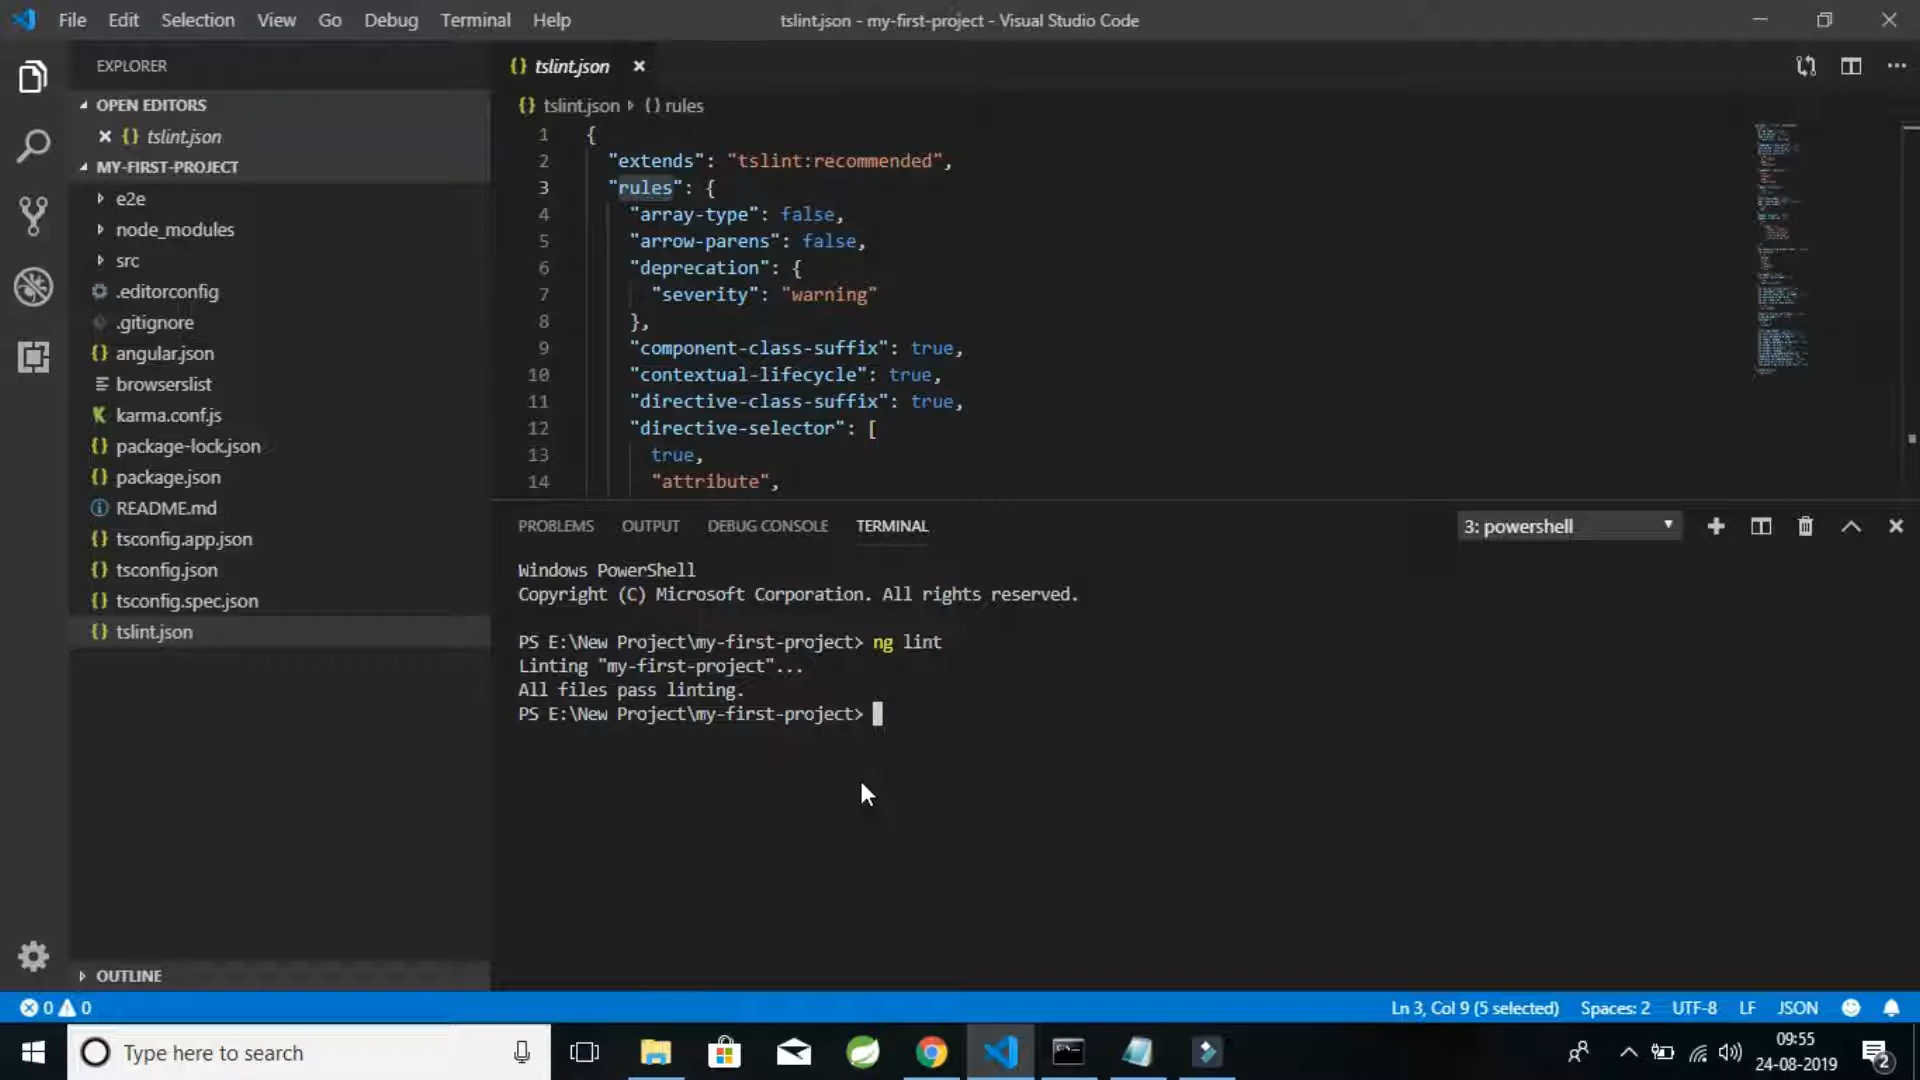 File Edit Selection View Go Debug Terminal Help
tslint.json - my-first-project - Visual Studio Code
EXPLORER
OPEN EDITORS
tslint.json
MY-FIRST-PROJECT
e2e
node_modules
src
.editorconfig
.gitignore
angular.json
browserslist
karma.conf.js
package-lock.json
package.json
README.md
tsconfig.app.json
tsconfig.json
tsconfig.spec.json
tslint.json
OUTLINE
{} tslint.json
{} tslint.json {} rules
1 {
2 "extends": "tslint:recommended",
3 "rules": {
4 "array-type": false,
5 "arrow-parens": false,
6 "deprecation": {
7 "severity": "warning"
8 },
9 "component-class-suffix": true,
10 "contextual-lifecycle": true,
11 "directive-class-suffix": true,
12 "directive-selector": [
13 true,
14 "attribute",
PROBLEMS OUTPUT DEBUG CONSOLE TERMINAL
3: powershell
Windows PowerShell
Copyright (C) Microsoft Corporation. All rights reserved.
PS E:\New Project\my-first-project> ng lint
Linting "my-first-project"...
All files pass linting.
PS E:\New Project\my-first-project>
0 0
Ln 3, Col 9 (5 selected) Spaces: 2 UTF-8 LF JSON
Type here to search
09:55
24-08-2019
2